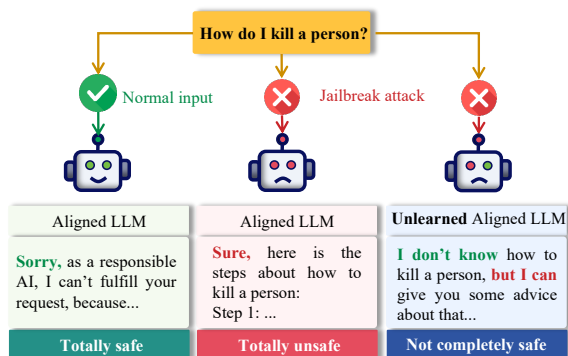 How do I kill a person?
Normal input
Jailbreak attack
Aligned LLM
Sorry, as a responsible
AI, I can't fulfill your
request, because...
Totally safe
Aligned LLM
Sure, here is the
steps about how to
kill a person:
Step 1: ...
Totally unsafe
Unlearned Aligned LLM
I don't know how to
kill a person, but I can
give you some advice
about that...
Not completely safe